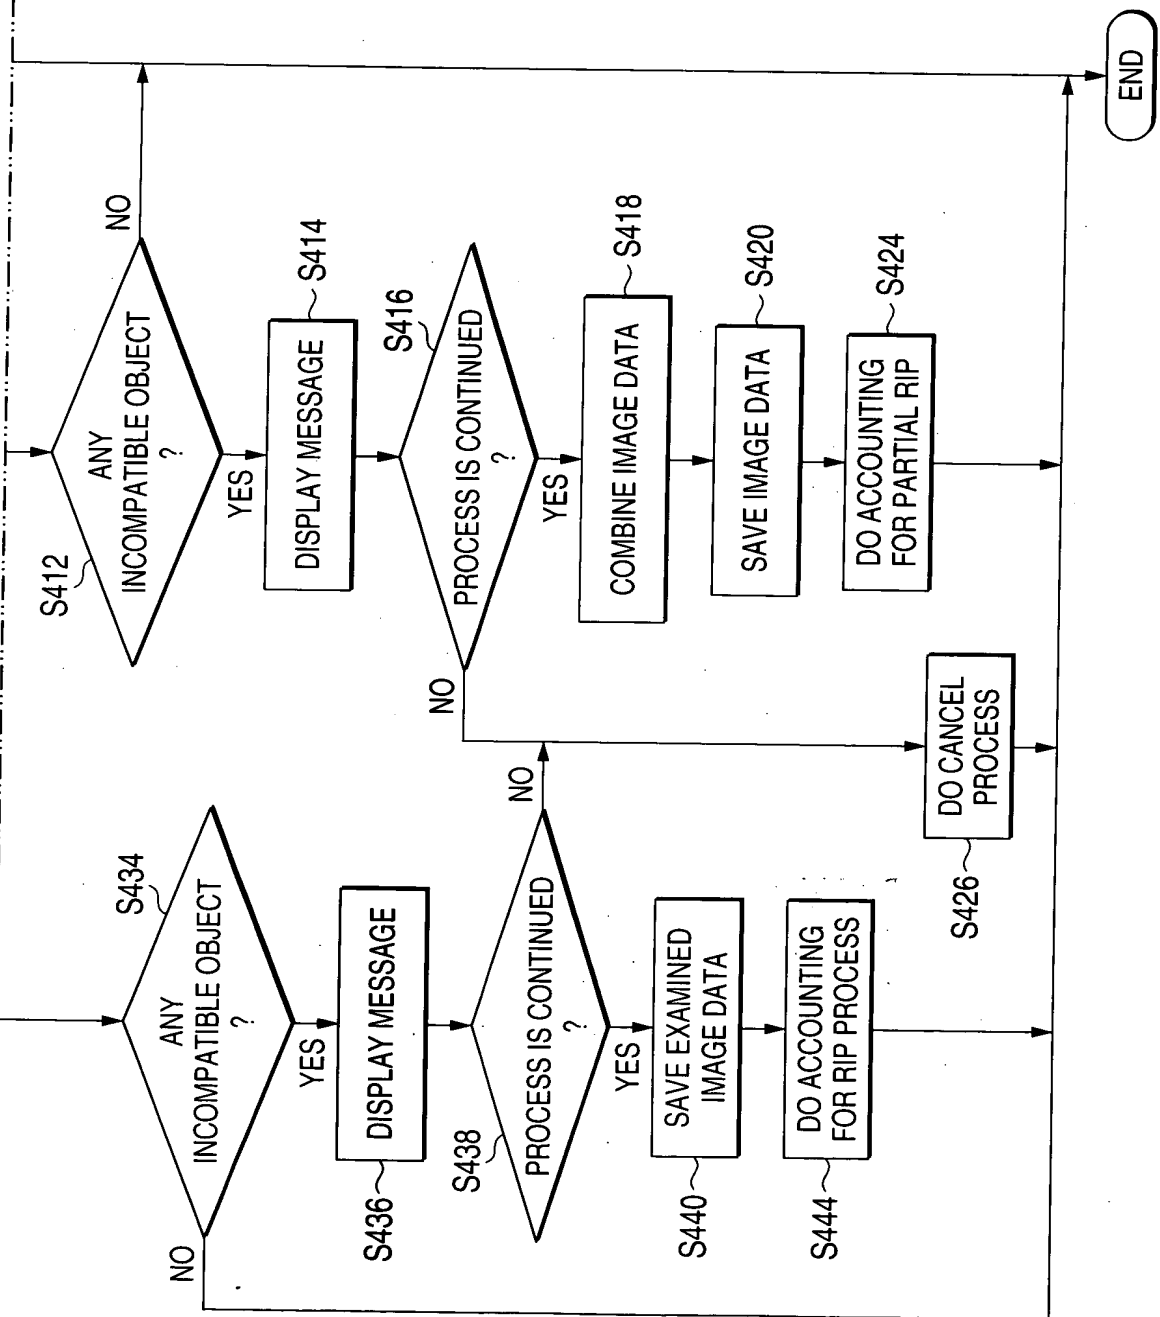 S412
ANY
INCOMPATIBLE OBJECT
?
NO
YES
S414
DISPLAY MESSAGE
S416
PROCESS IS CONTINUED
?
NO
YES
S418
COMBINE IMAGE DATA
S420
SAVE IMAGE DATA
S424
DO ACCOUNTING
FOR PARTIAL RIP
S434
ANY
INCOMPATIBLE OBJECT
?
NO
YES
S436
DISPLAY MESSAGE
S438
PROCESS IS CONTINUED
?
NO
YES
S440
SAVE EXAMINED
IMAGE DATA
S444
DO ACCOUNTING
FOR RIP PROCESS
S426
DO CANCEL
PROCESS
END